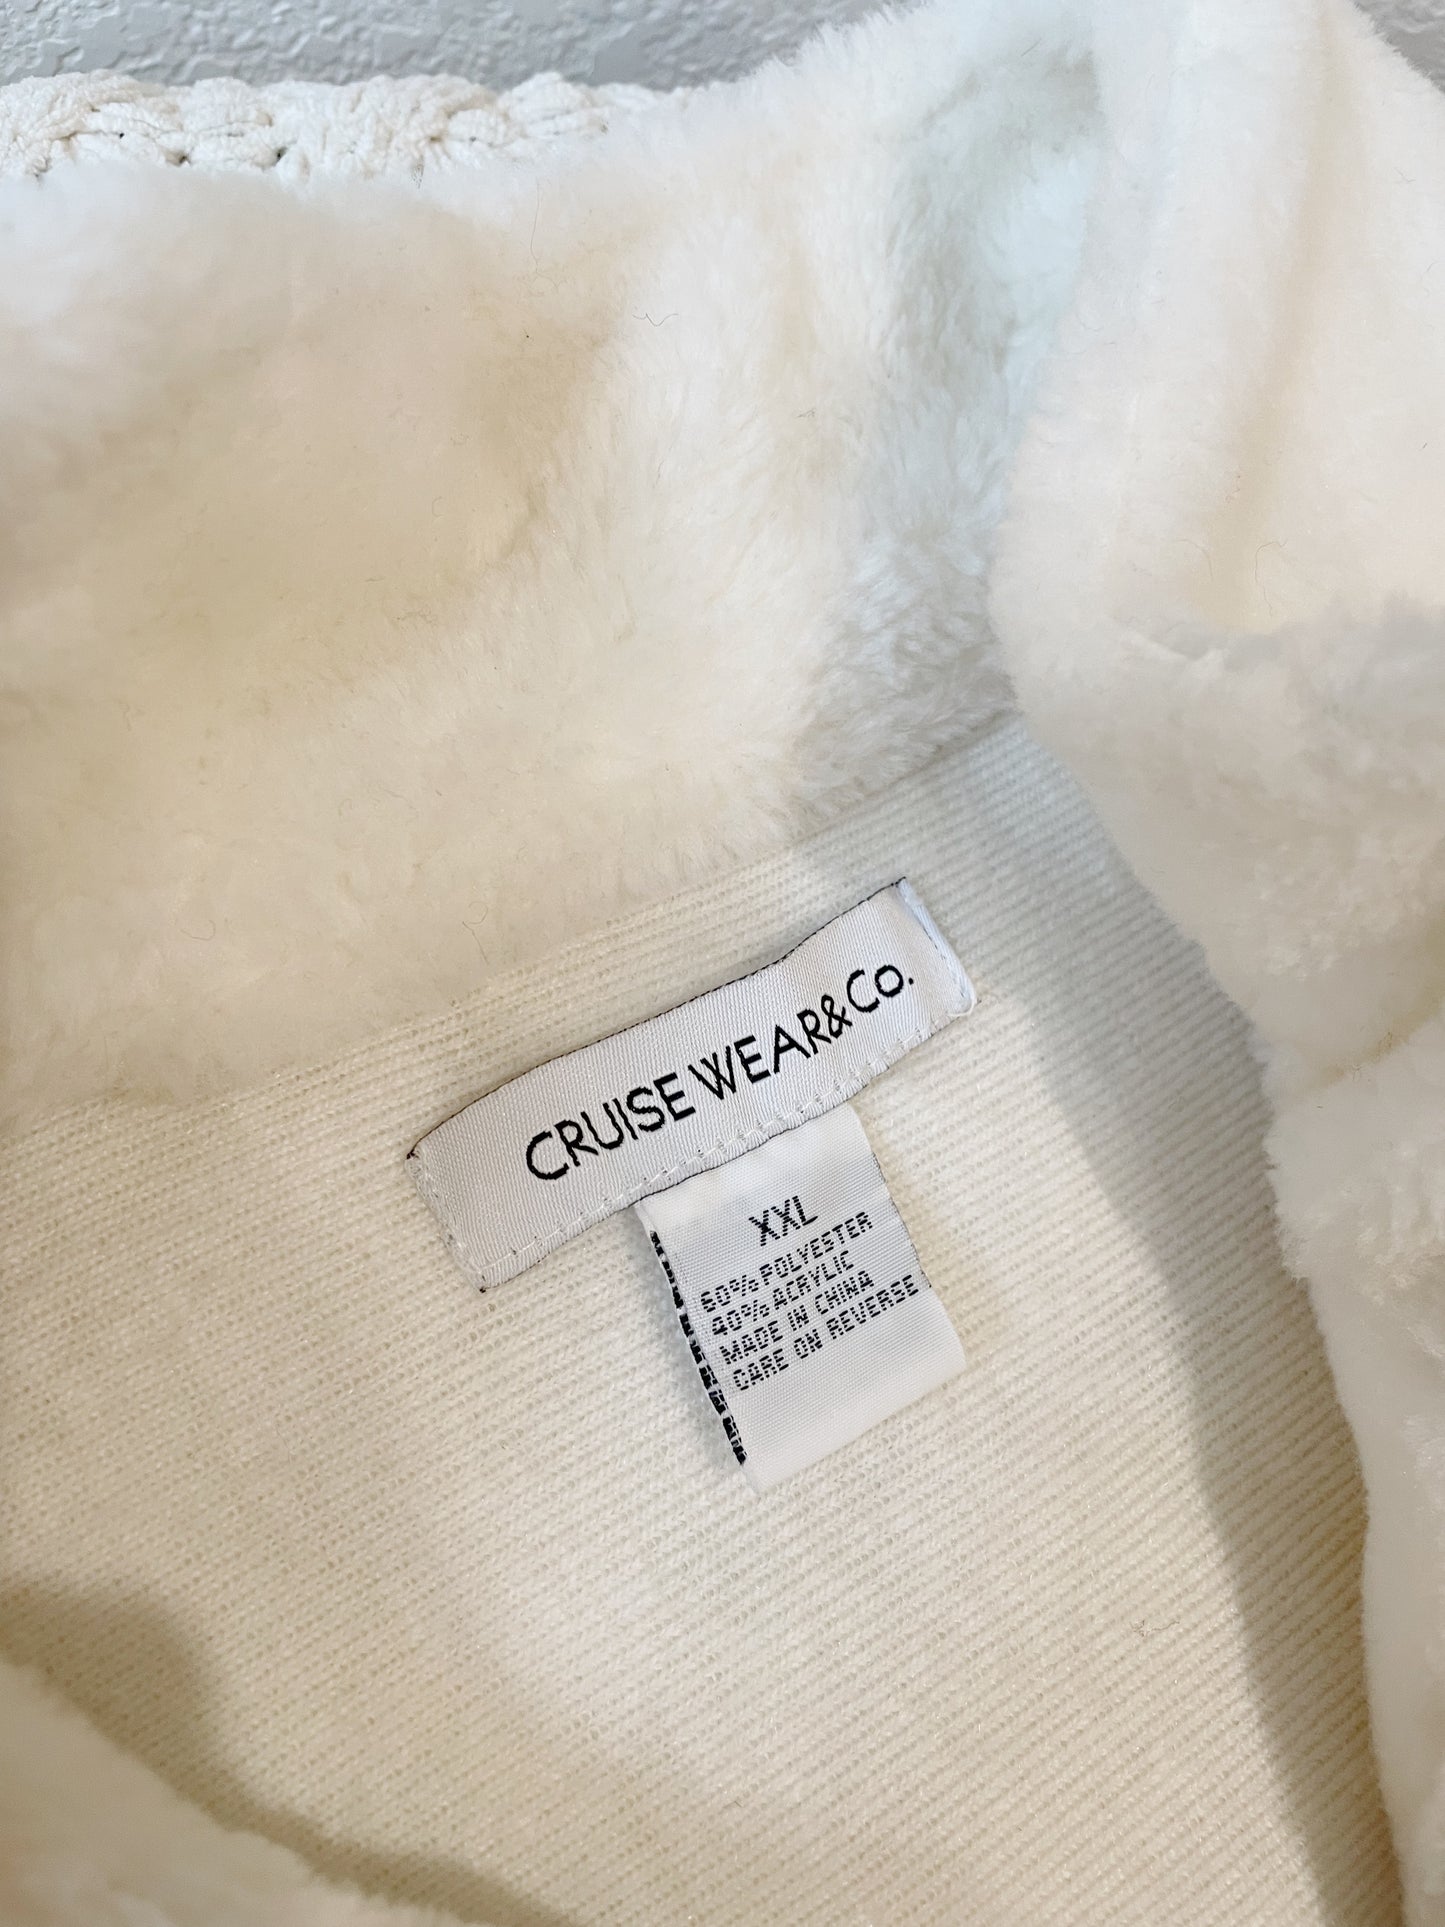 CRUISE WEAR&CO.
XXL
60% POLYESTER
40% ACRYLIC
MADE IN CHINA
CARE ON REVERSE